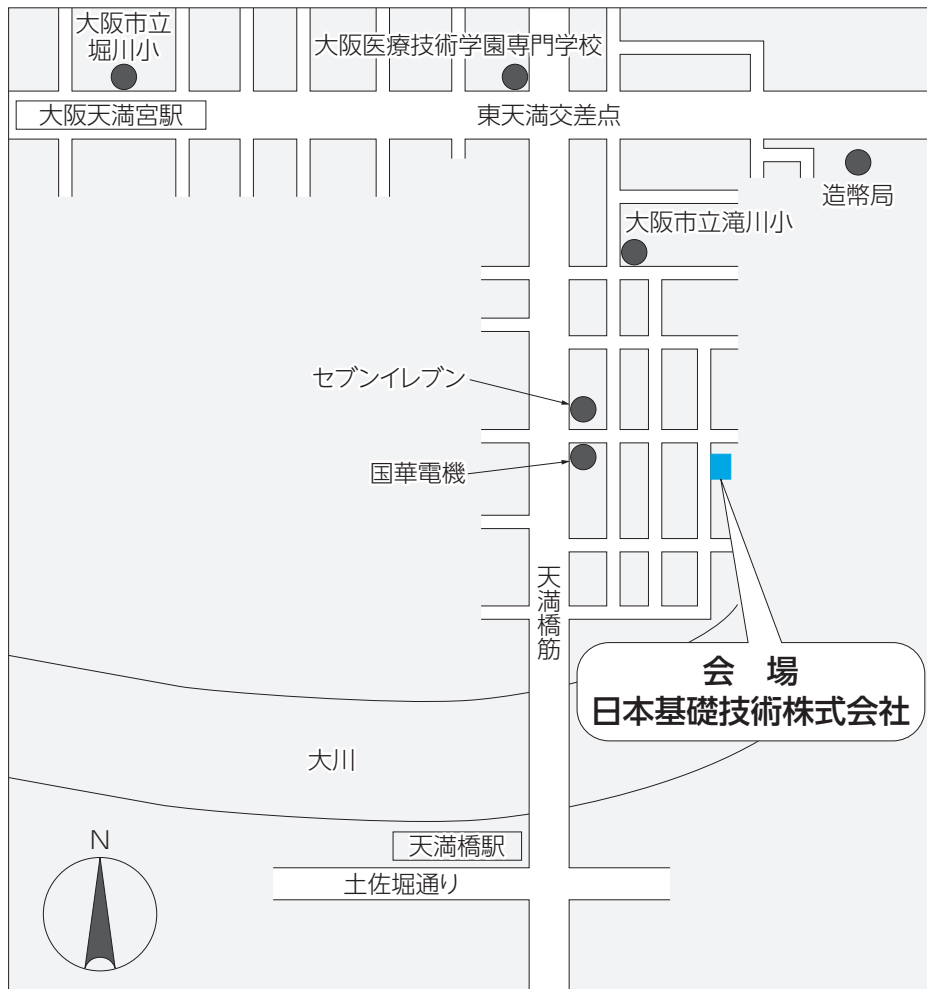 大阪市立
堀川小
大阪医療技術学園専門学校
大阪天満宮駅
東天満交差点
造幣局
大阪市立滝川小
セブンイレブン
国華電機
天満橋筋
会　場
日本基礎技術株式会社
大川
天満橋駅
N
土佐堀通り